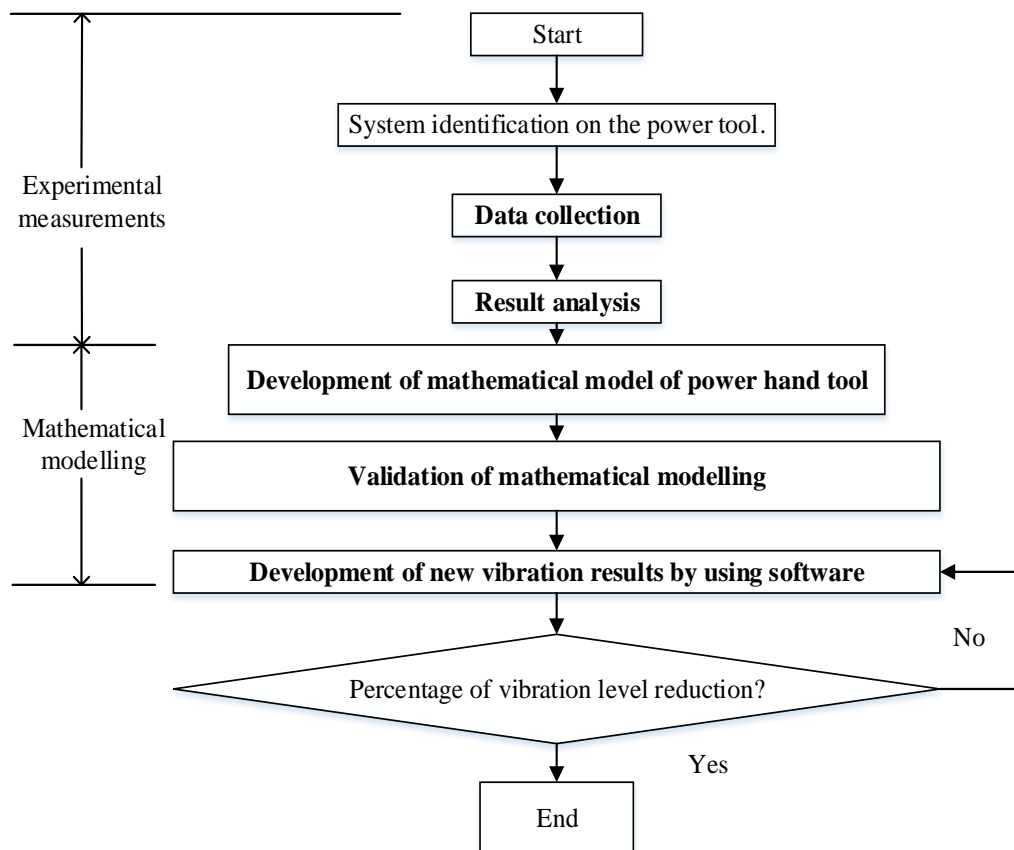 Start
System identification on the power tool.
Experimental
measurements
Data collection
Result analysis
Development of mathematical model of power hand tool
Mathematical
modelling
Validation of mathematical modelling
Development of new vibration results by using software
No
Percentage of vibration level reduction?
Yes
End